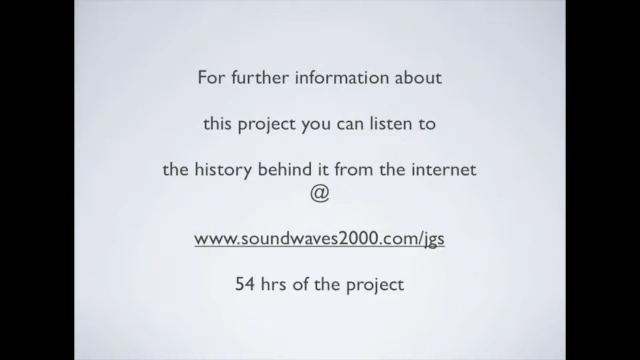 For further information about
this project you can listen to
the history behind it from the internet
@
www.soundwaves2000.com/jgs
54 hrs of the project